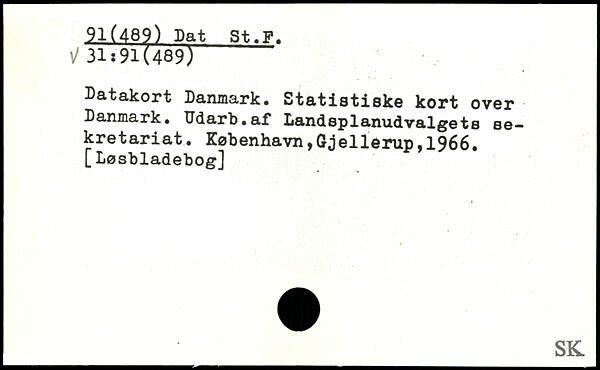 91(489) Dat St.F.
√ 31:91(489)
Datakort Danmark. Statistiske kort over
Danmark. Udarb.af Landsplanudvalgets se-
kretariat. København,Gjellerup,1966.
[Løsbladebog]
SK